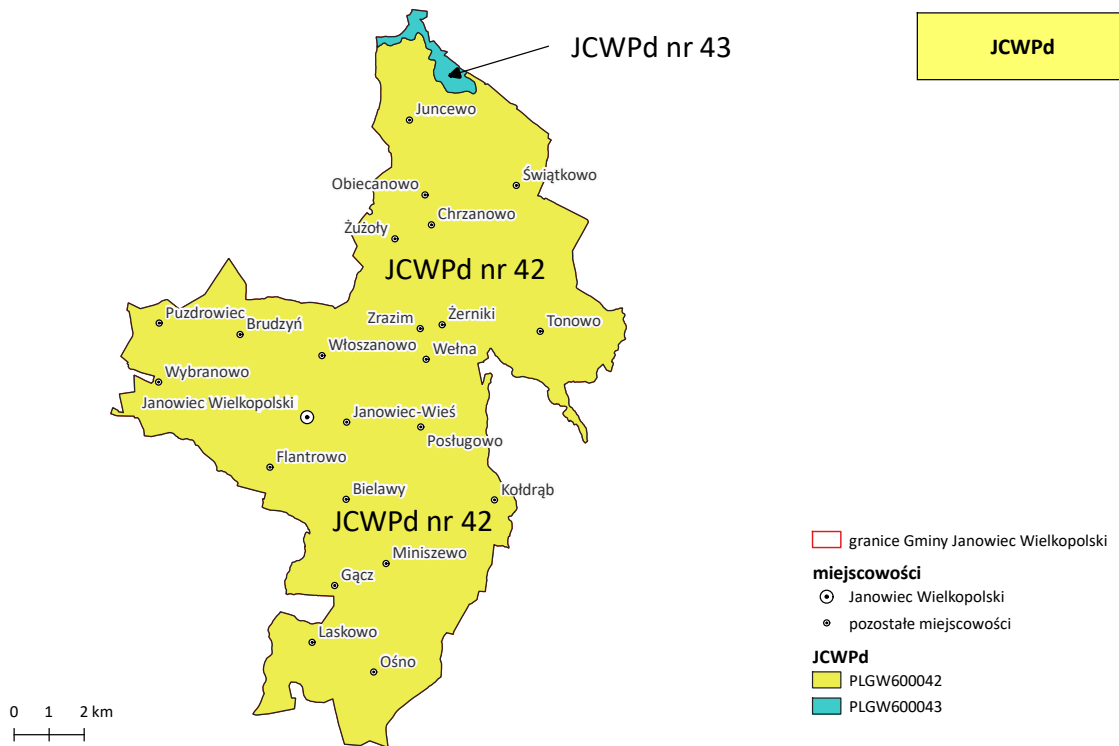 JCWPd nr 43
JCWPd
Juncewo
Obiecanowo
Świątkowo
Chrzanowo
Żużoły
JCWPd nr 42
Puzdrowiec
Brudzyń
Zrazim
Żerniki
Tonowo
Włoszanowo
Wełna
Wybranowo
Janowiec Wielkopolski
Janowiec-Wieś
Posługowo
Flantrowo
Bielawy
Kołdrąb
JCWPd nr 42
Miniszewo
Gącz
Laskowo
Ośno
granice Gminy Janowiec Wielkopolski
miejscowości
Janowiec Wielkopolski
pozostałe miejscowości
JCWPd
PLGW600042
PLGW600043
0 1 2 km